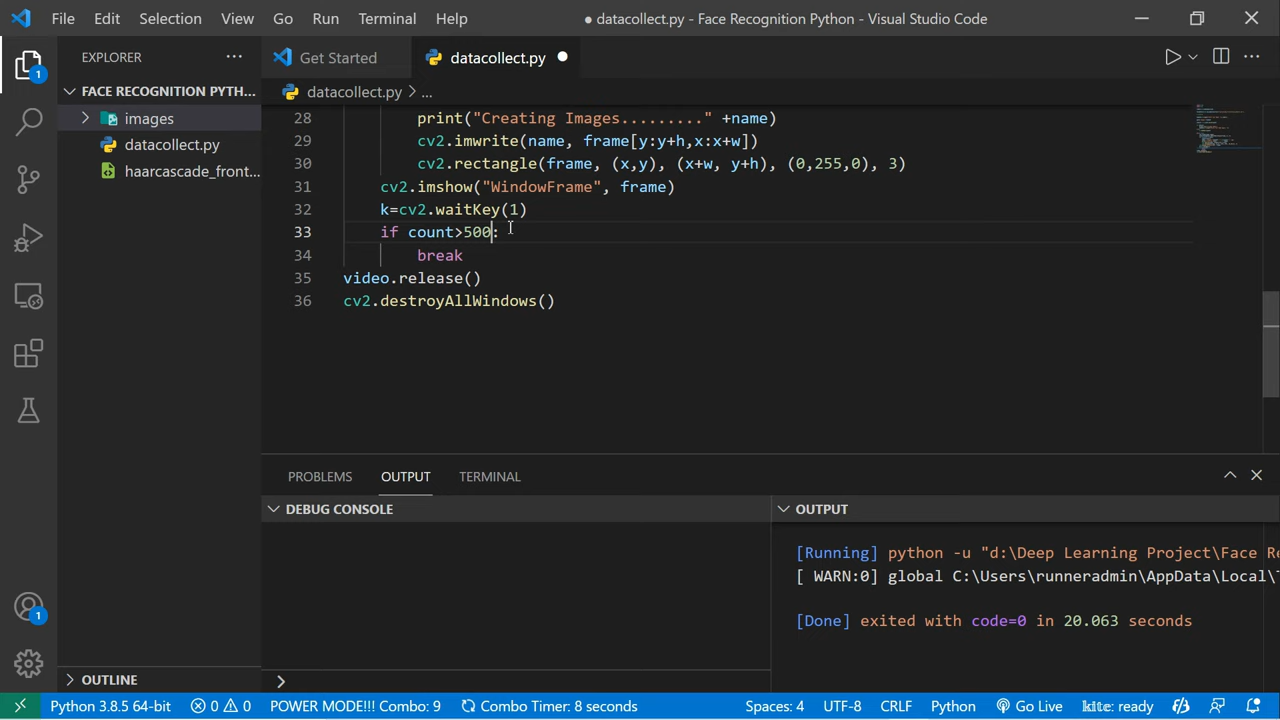 File Edit Selection View Go Run Terminal Help ● datacollect.py - Face Recognition Python - Visual Studio Code
EXPLORER ···
Get Started
datacollect.py
1
FACE RECOGNITION PYTH...
images
datacollect.py
haarcascade_front...
datacollect.py > ...
28 print("Creating Images........." +name)
29 cv2.imwrite(name, frame[y:y+h,x:x+w])
30 cv2.rectangle(frame, (x,y), (x+w, y+h), (0,255,0), 3)
31 cv2.imshow("WindowFrame", frame)
32 k=cv2.waitKey(1)
33 if count>500:
34 break
35 video.release()
36 cv2.destroyAllWindows()
PROBLEMS OUTPUT TERMINAL
DEBUG CONSOLE
OUTPUT
[Running] python -u "d:\Deep Learning Project\Face Re
[ WARN:0] global C:\Users\runneradmin\AppData\Local\T
[Done] exited with code=0 in 20.063 seconds
1
OUTLINE
Python 3.8.5 64-bit 0 0 POWER MODE!!! Combo: 9 Combo Timer: 8 seconds Spaces: 4 UTF-8 CRLF Python Go Live kite: ready